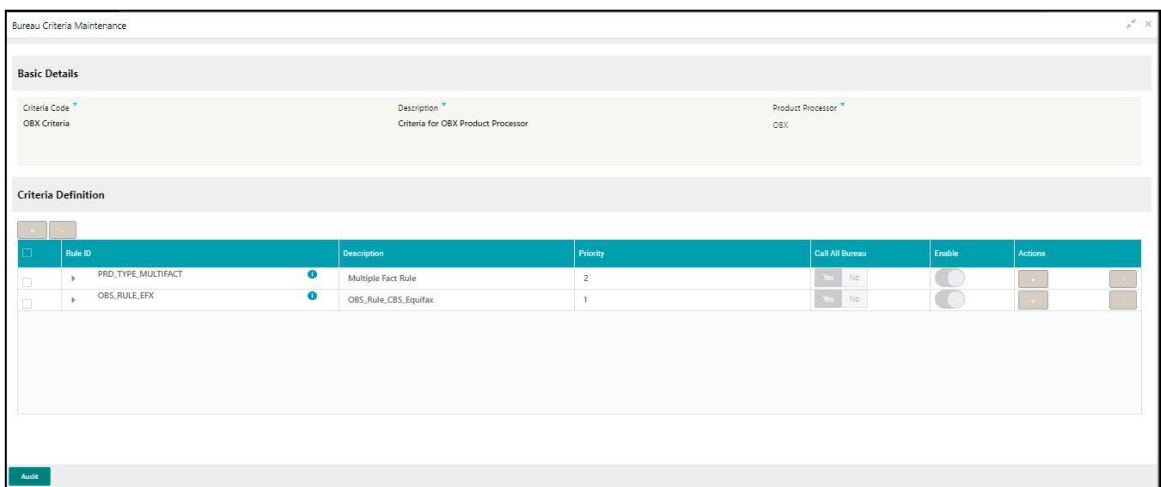 Bureau Criteria Maintenance
Basic Details
Criteria Code * Description * Product Processor *
OBX Criteria Criteria for OBX Product Processor OBX
Criteria Definition
+ -
Rule ID Description Priority Call All Bureau Enable Actions
PRD_TYPE_MULTIFACT i Multiple Fact Rule 2 Yes No + -
OBS_RULE_EFX i OBS_Rule_CBS_Equifax 1 Yes No + -
Audit